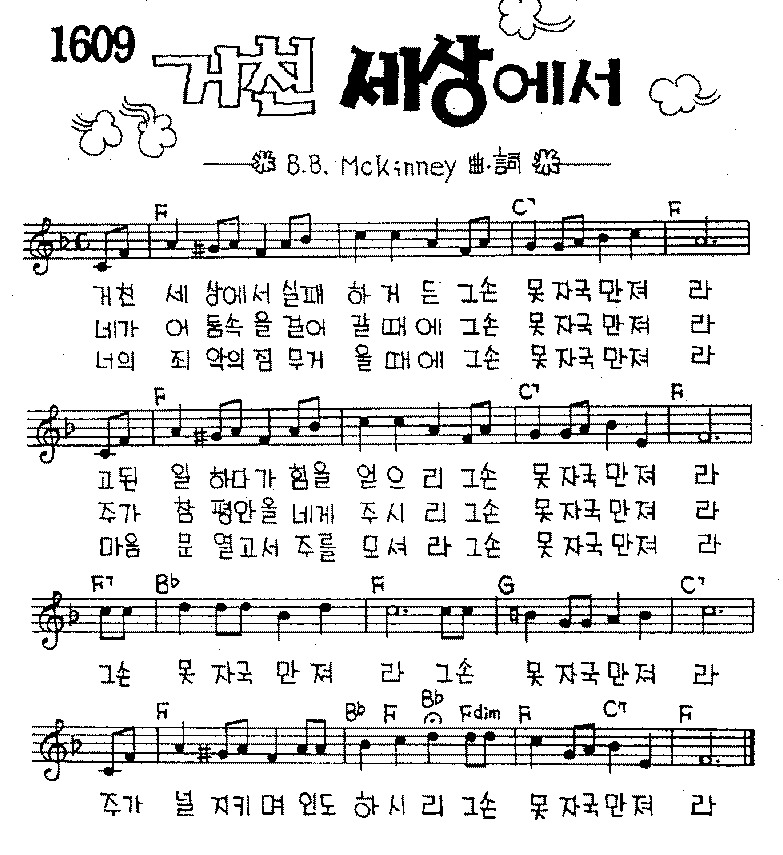 1609
거친 세상에서
B.B. Mckinney 曲·詞
F C7 F
거친 세 상에서 실패 하 거 든 그손 못 자국 만져 라
네가 어 둠속 을 걸어 갈 때 에 그손 못 자국 만져 라
너의 죄 악의 짐 무거 울 때 에 그손 못 자국 만져 라
F C7 F
고된 일 하다가 힘을 얻 으 리 그손 못 자국 만져 라
주가 참 평안을 네게 주 시 리 그손 못 자국 만져 라
마음 문 열고서 주를 모 셔 라 그손 못 자국 만져 라
F7 Bb F G C7
그손 못 자국 만 져 라 그손 못 자국 만져 라
F Bb F Bb Fdim F C7 F
주가 널 지키며 인도 하 시 리 그손 못 자국 만져 라